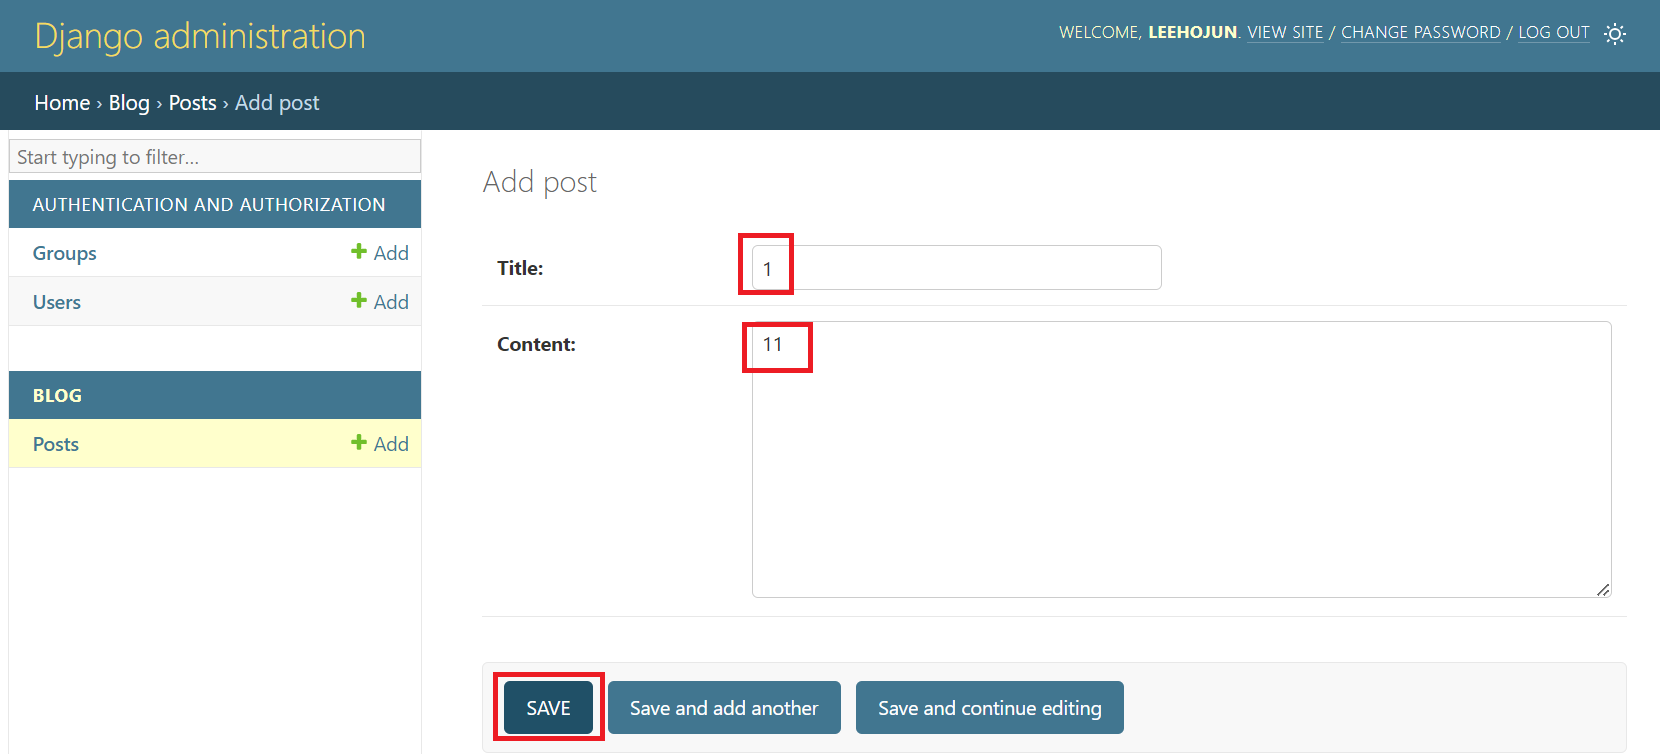 Django administration
WELCOME, LEEHOJUN. VIEW SITE / CHANGE PASSWORD / LOG OUT
Home › Blog › Posts › Add post
Start typing to filter...
AUTHENTICATION AND AUTHORIZATION
Groups + Add
Users + Add
BLOG
Posts + Add
Add post
Title: 1
Content: 11
SAVE Save and add another Save and continue editing